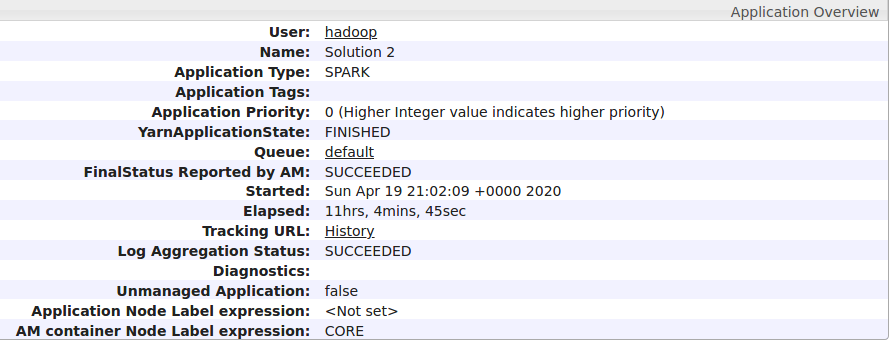 Application Overview
User: hadoop
Name: Solution 2
Application Type: SPARK
Application Tags:
Application Priority: 0 (Higher Integer value indicates higher priority)
YarnApplicationState: FINISHED
Queue: default
FinalStatus Reported by AM: SUCCEEDED
Started: Sun Apr 19 21:02:09 +0000 2020
Elapsed: 11hrs, 4mins, 45sec
Tracking URL: History
Log Aggregation Status: SUCCEEDED
Diagnostics:
Unmanaged Application: false
Application Node Label expression: <Not set>
AM container Node Label expression: CORE